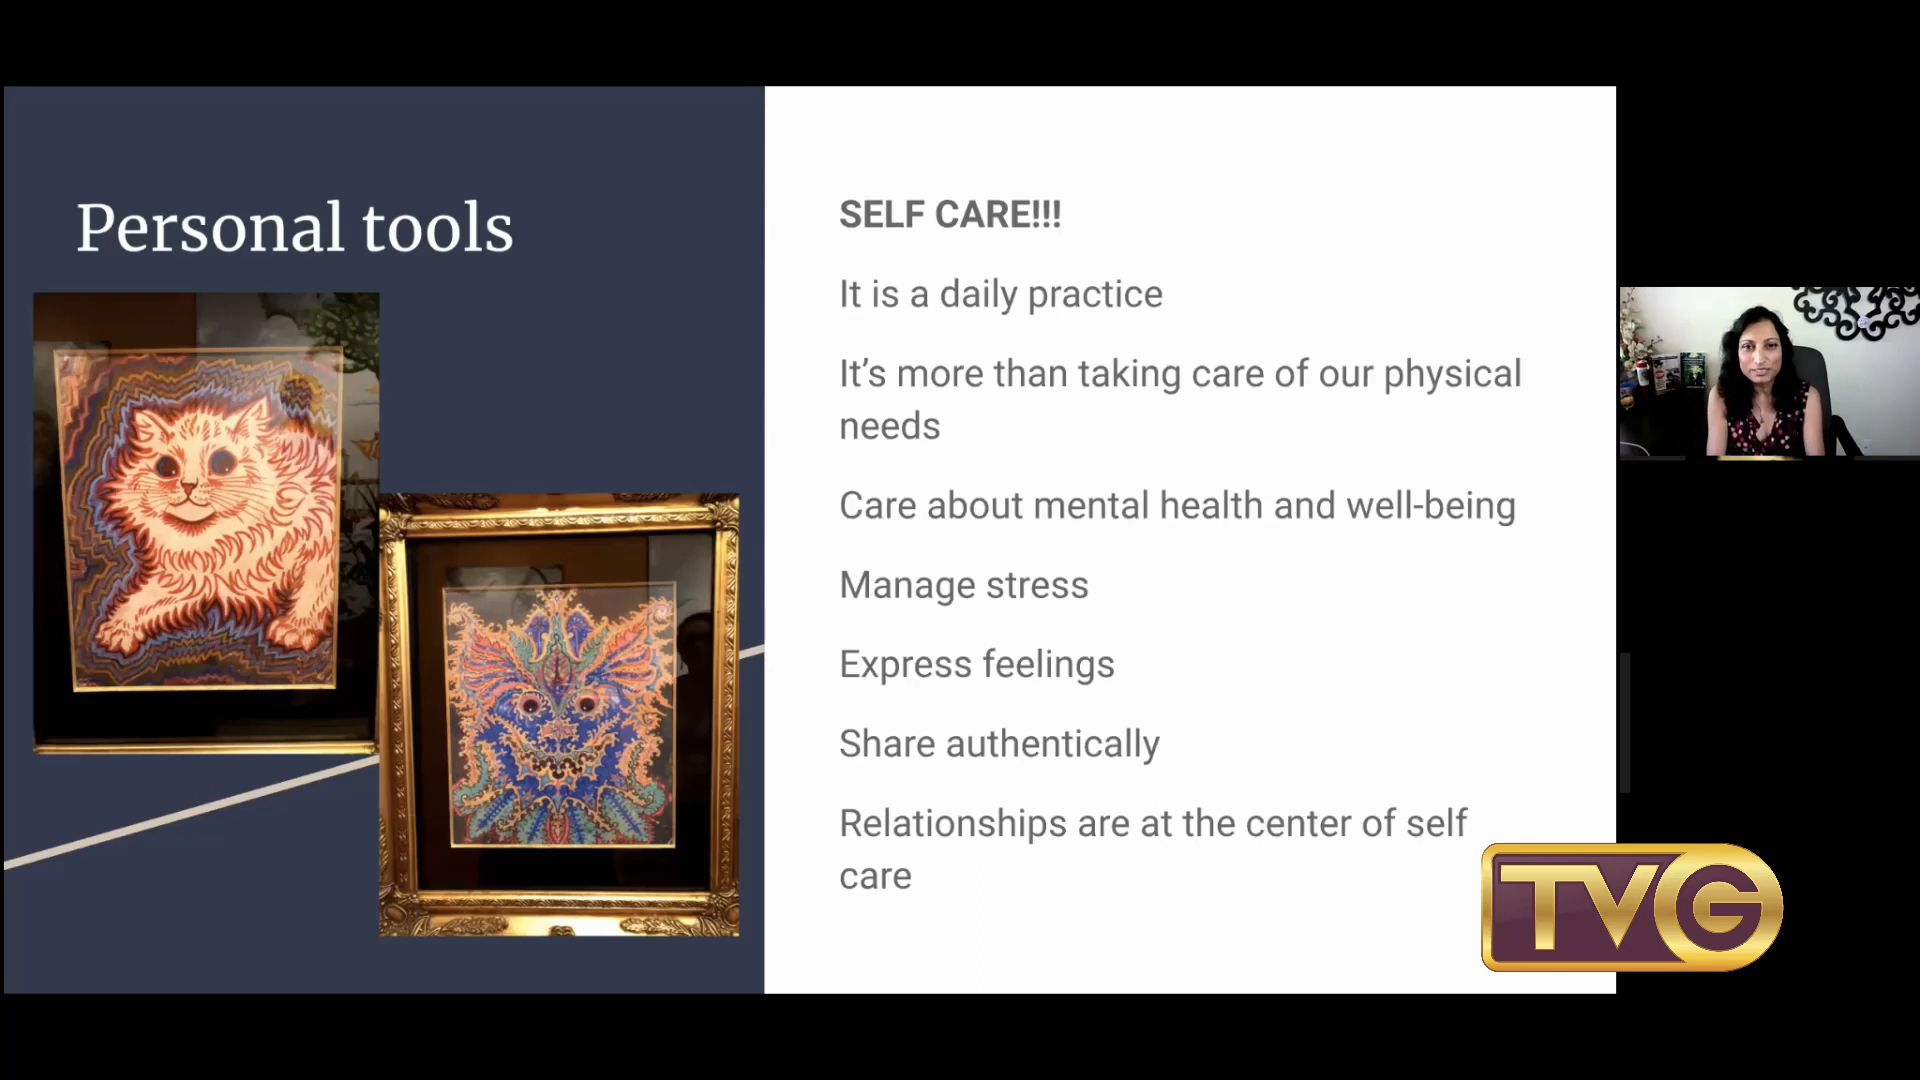 Personal tools
SELF CARE!!!
It is a daily practice
It’s more than taking care of our physical
needs
Care about mental health and well-being
Manage stress
Express feelings
Share authentically
Relationships are at the center of self
care
TVG